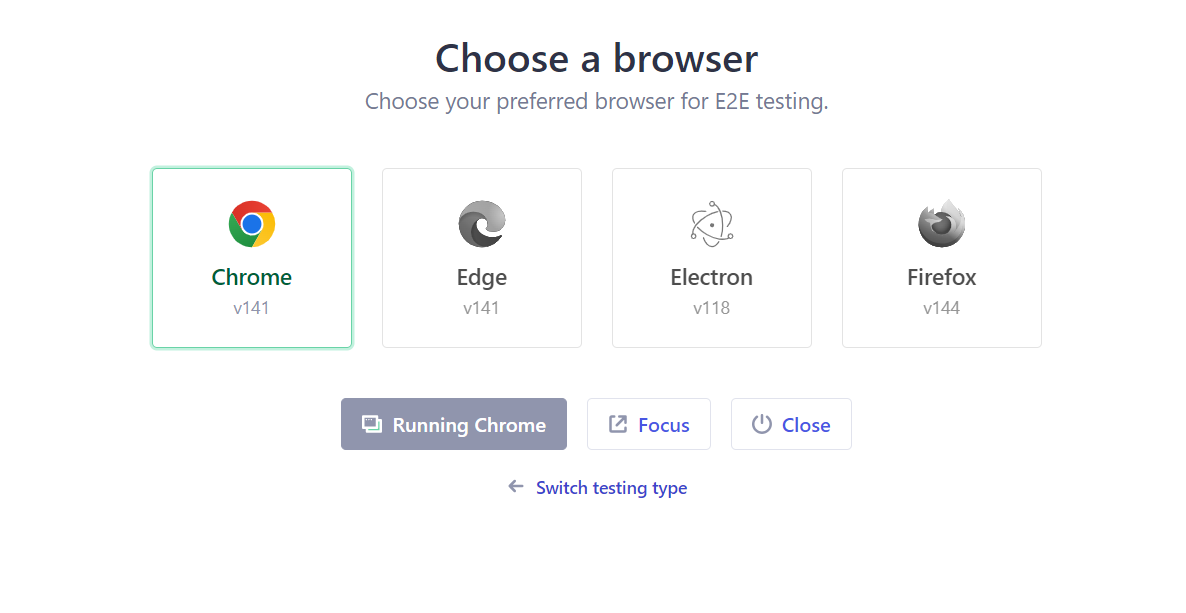 Choose a browser
Choose your preferred browser for E2E testing.
Chrome
v141
Edge
v141
Electron
v118
Firefox
v144
Running Chrome
Focus
Close
Switch testing type